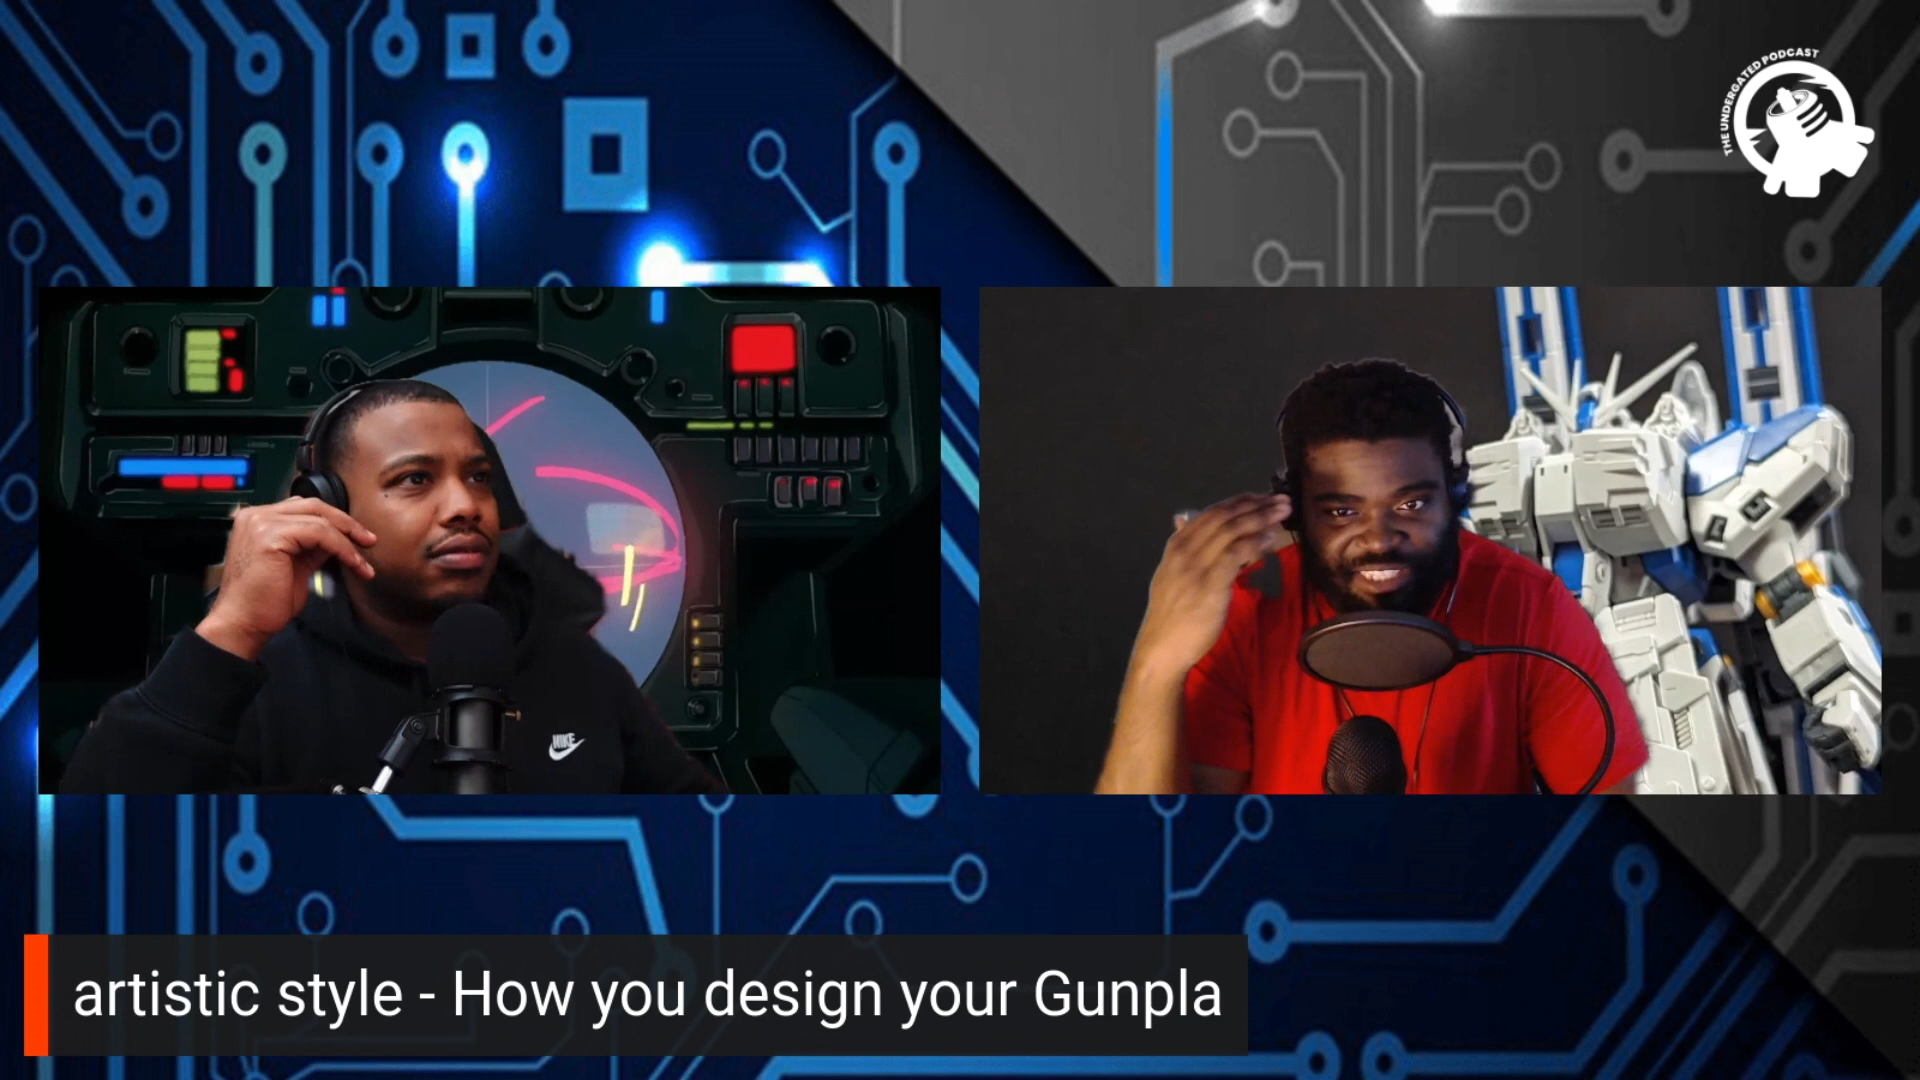 THE UNDERGATED PODCAST
NIKE
artistic style - How you design your Gunpla